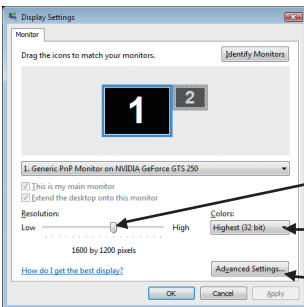 Display Settings
Monitor
Drag the icons to match your monitors.
Identify Monitors
1
2
1. Generic PnP Monitor on NVIDIA GeForce GTS 250
This is my main monitor
Extend the desktop onto this monitor
Resolution:
Colors:
Low
High
Highest (32 bit)
1600 by 1200 pixels
How do I get the best display?
Advanced Settings...
OK
Cancel
Apply